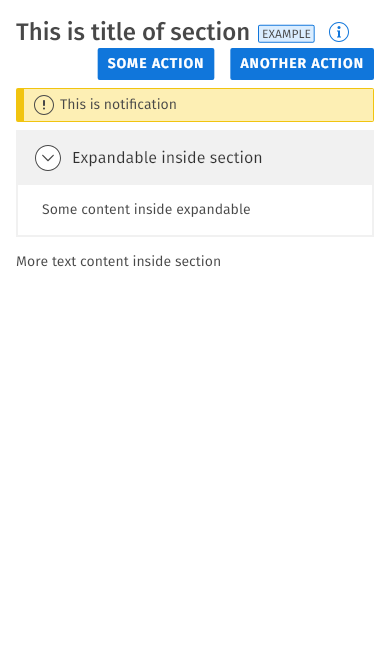 This is title of section EXAMPLE
SOME ACTION ANOTHER ACTION
This is notification
Expandable inside section
Some content inside expandable
More text content inside section